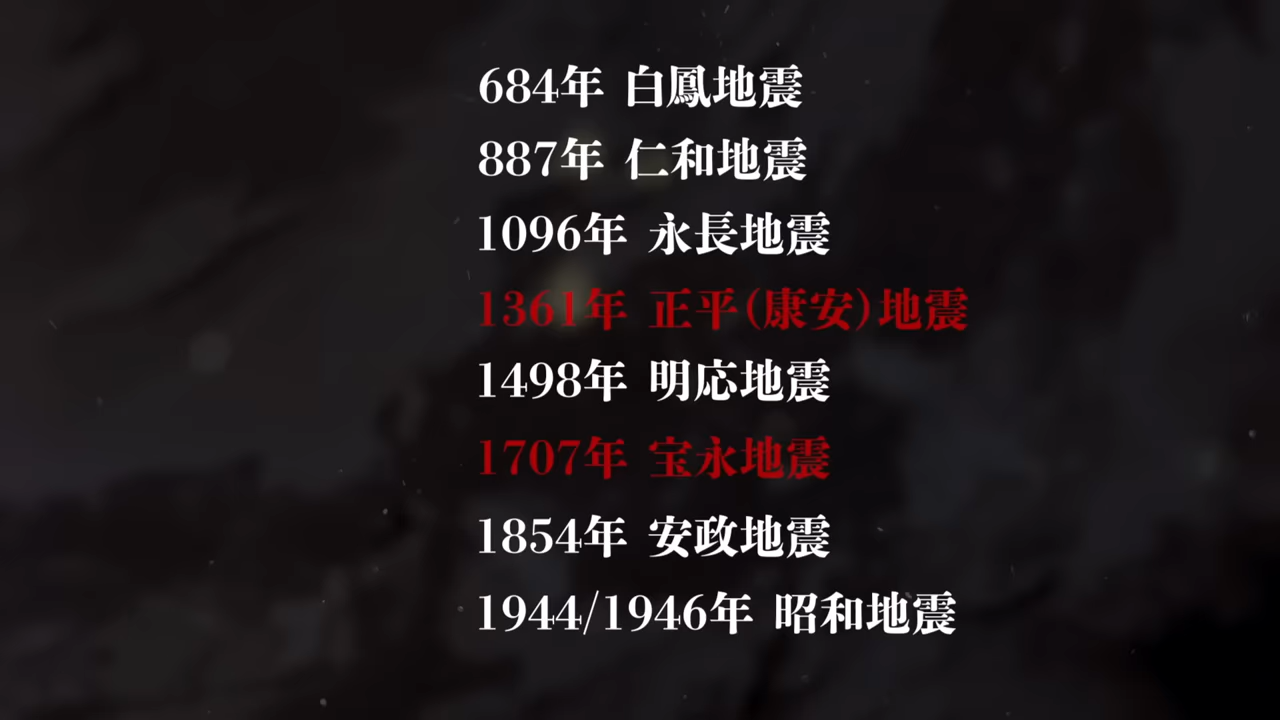 684年 白鳳地震
887年 仁和地震
1096年 永長地震
1361年 正平(康安)地震
1498年 明応地震
1707年 宝永地震
1854年 安政地震
1944/1946年 昭和地震